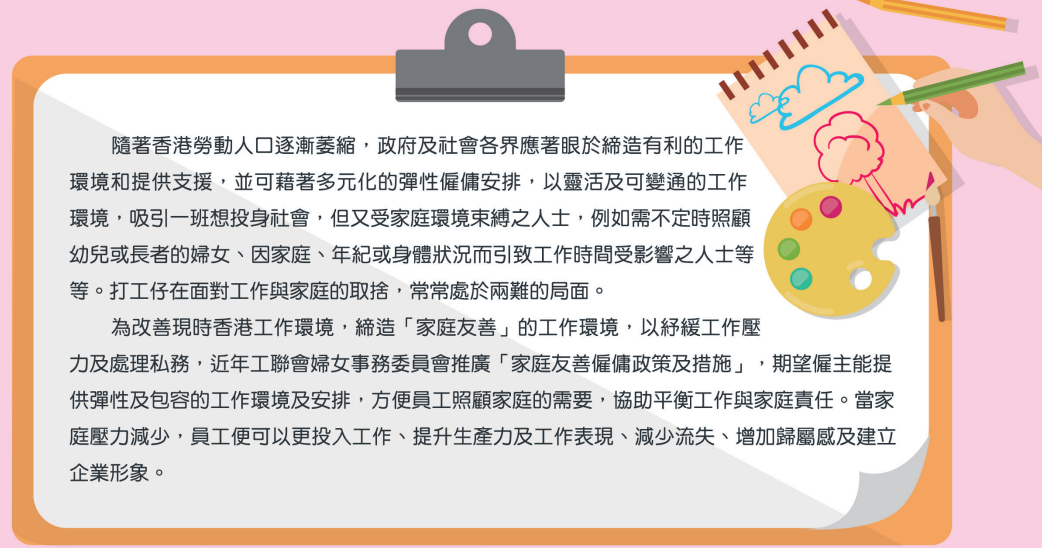 隨著香港勞動人口逐漸萎縮，政府及社會各界應著眼於締造有利的工作
環境和提供支援，並可藉著多元化的彈性僱傭安排，以靈活及可變通的工作
環境，吸引一班想投身社會，但又受家庭環境束縛之人士，例如需不定時照顧
幼兒或長者的婦女、因家庭、年紀或身體狀況而引致工作時間受影響之人士等
等。打工仔在面對工作與家庭的取捨，常常處於兩難的局面。
為改善現時香港工作環境，締造「家庭友善」的工作環境，以紓緩工作壓
力及處理私務，近年工聯會婦女事務委員會推廣「家庭友善僱傭政策及措施」，期望僱主能提
供彈性及包容的工作環境及安排，方便員工照顧家庭的需要，協助平衡工作與家庭責任。當家
庭壓力減少，員工便可以更投入工作、提升生產力及工作表現、減少流失、增加歸屬感及建立
企業形象。